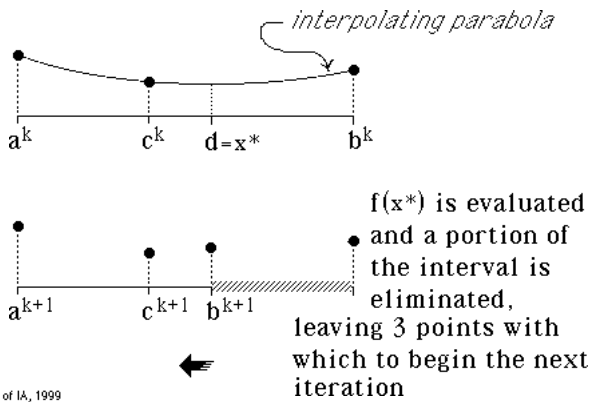 interpolating parabola
a^k c^k d=x* b^k
f(x*) is evaluated
and a portion of
the interval is
eliminated,
a^k+1 c^k+1 b^k+1
leaving 3 points with
which to begin the next
iteration
of IA, 1999